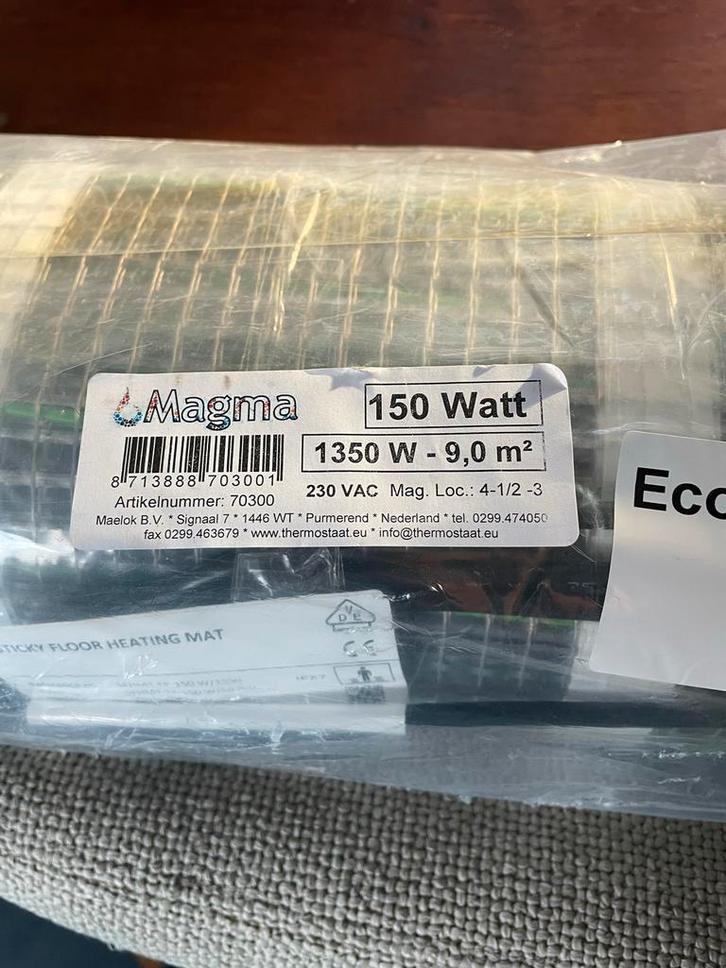 Magma
150 Watt
1350 W - 9,0 m²
8 713888 703001
Artikelnummer: 70300
230 VAC Mag. Loc.: 4-1/2 -3
Maelok B.V. * Signaal 7 * 1446 WT * Purmerend * Nederland * tel. 0299.474050
fax 0299.463679 * www.thermostaat.eu * info@thermostaat.eu
Eco
STICKY FLOOR HEATING MAT
VDE
CE